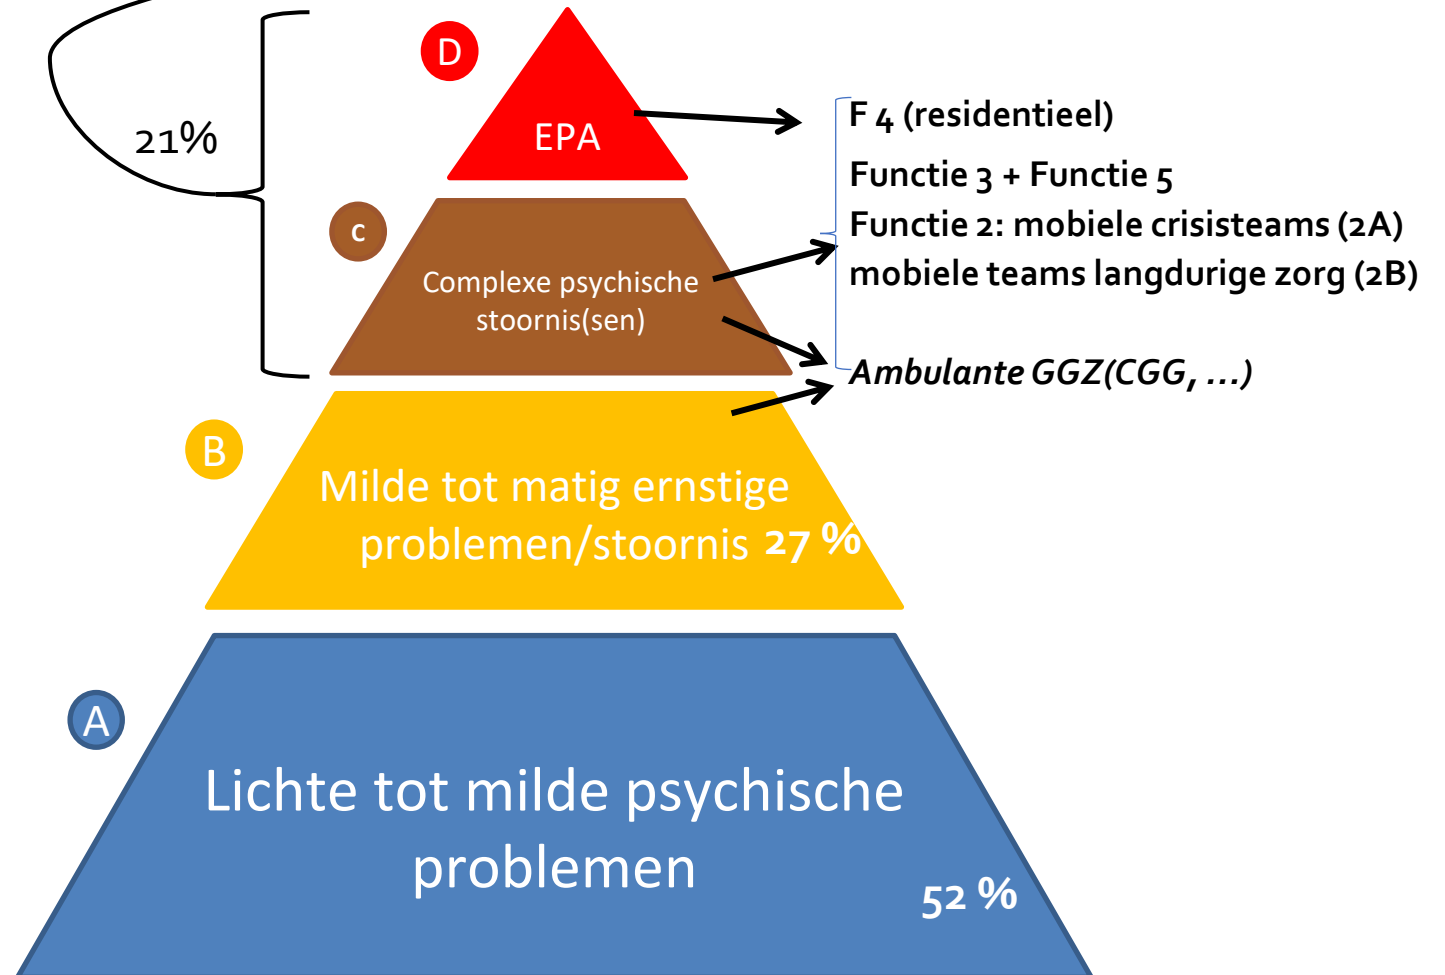 D
EPA
21%
F 4 (residentieel)
Functie 3 + Functie 5
Functie 2: mobiele crisisteams (2A)
mobiele teams langdurige zorg (2B)
c
Complexe psychische
stoornis(sen)
Ambulante GGZ(CGG, ...)
B
Milde tot matig ernstige
problemen/stoornis 27 %
A
Lichte tot milde psychische
problemen
52 %